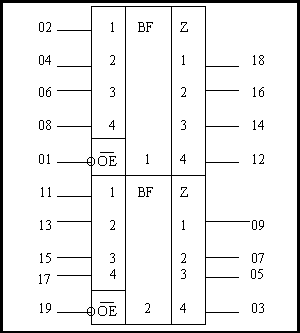 02 1 BF Z
04 2 1 18
06 3 2 16
08 4 3 14
01 OE 1 4 12
11 1 BF Z
13 2 1 09
15 3 2 07
17 4 3 05
19 OE 2 4 03